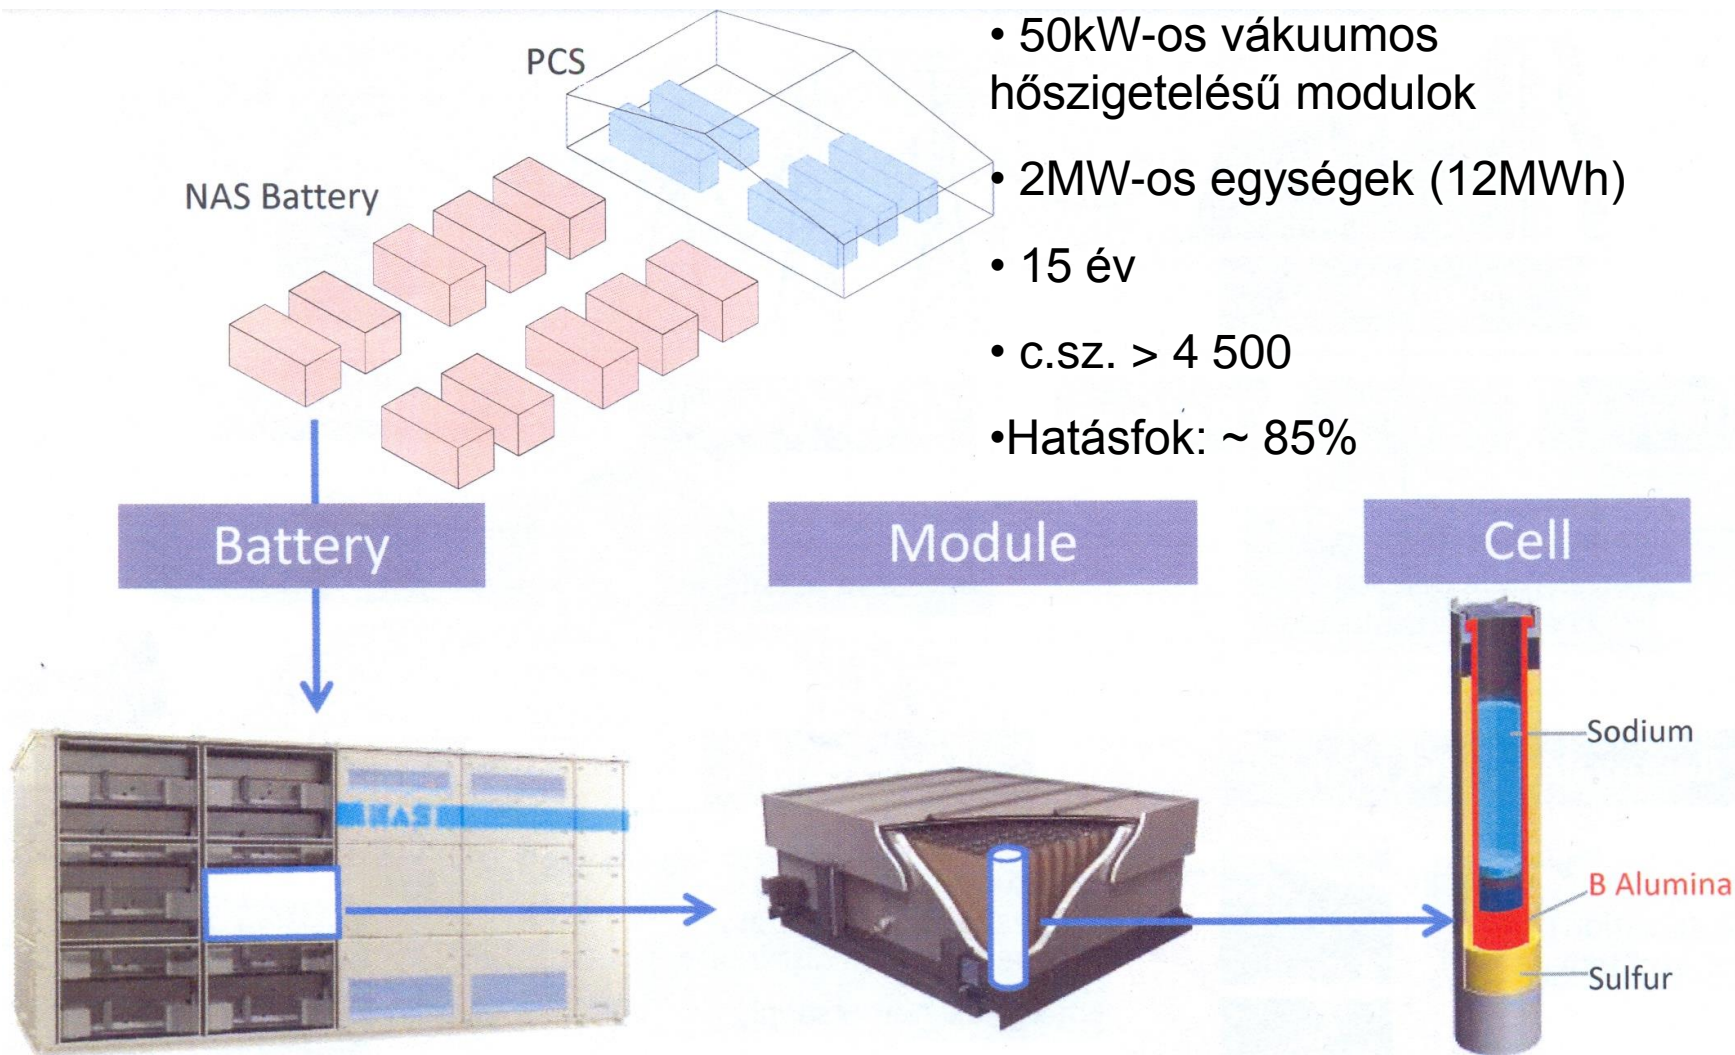 PCS
NAS Battery
• 50kW-os vákuumos
hőszigetelésű modulok
• 2MW-os egységek (12MWh)
• 15 év
• c.sz. > 4 500
•Hatásfok: ~ 85%
Battery
Module
Cell
Sodium
B Alumina
Sulfur